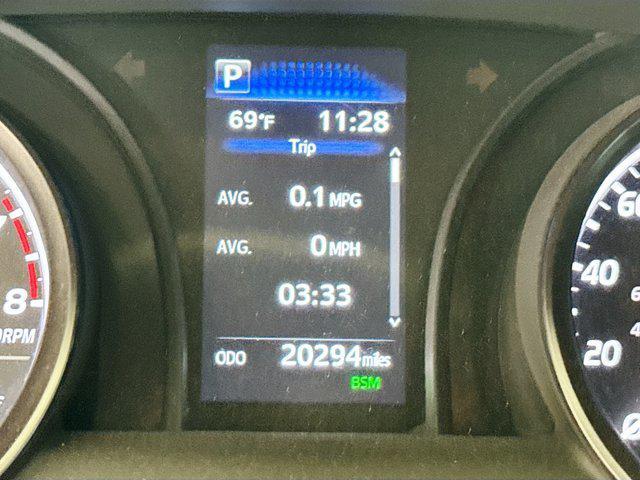 P
69°F 11:28
Trip
AVG. 0.1 MPG
AVG. 0 MPH
03:33
ODO 20294 miles
BSM
8
60
40
20